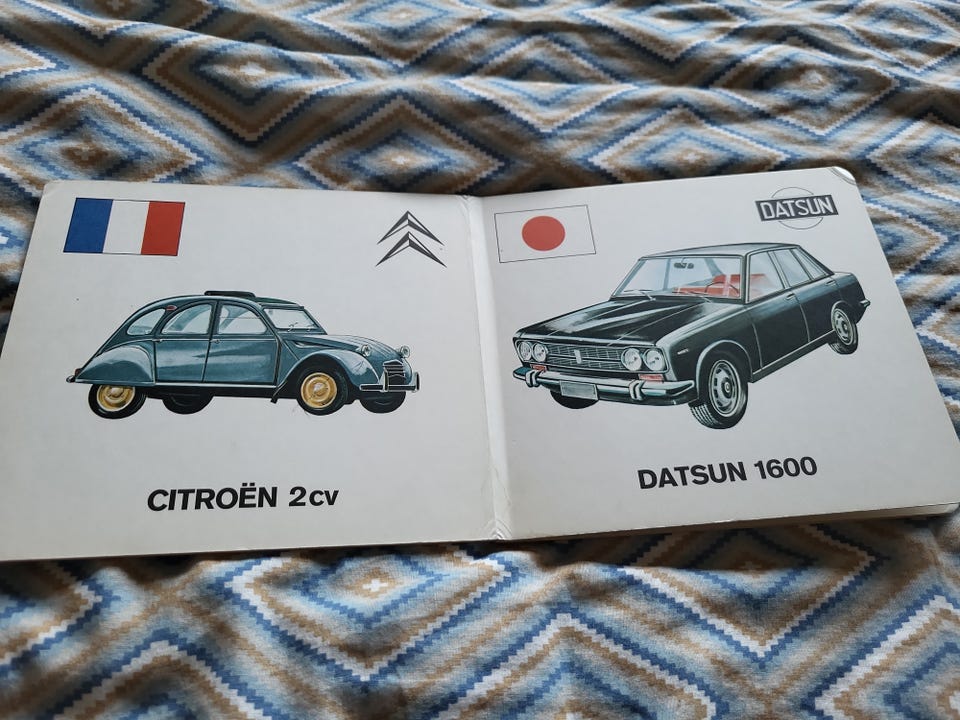 CITROËN 2cv
DATSUN
DATSUN 1600